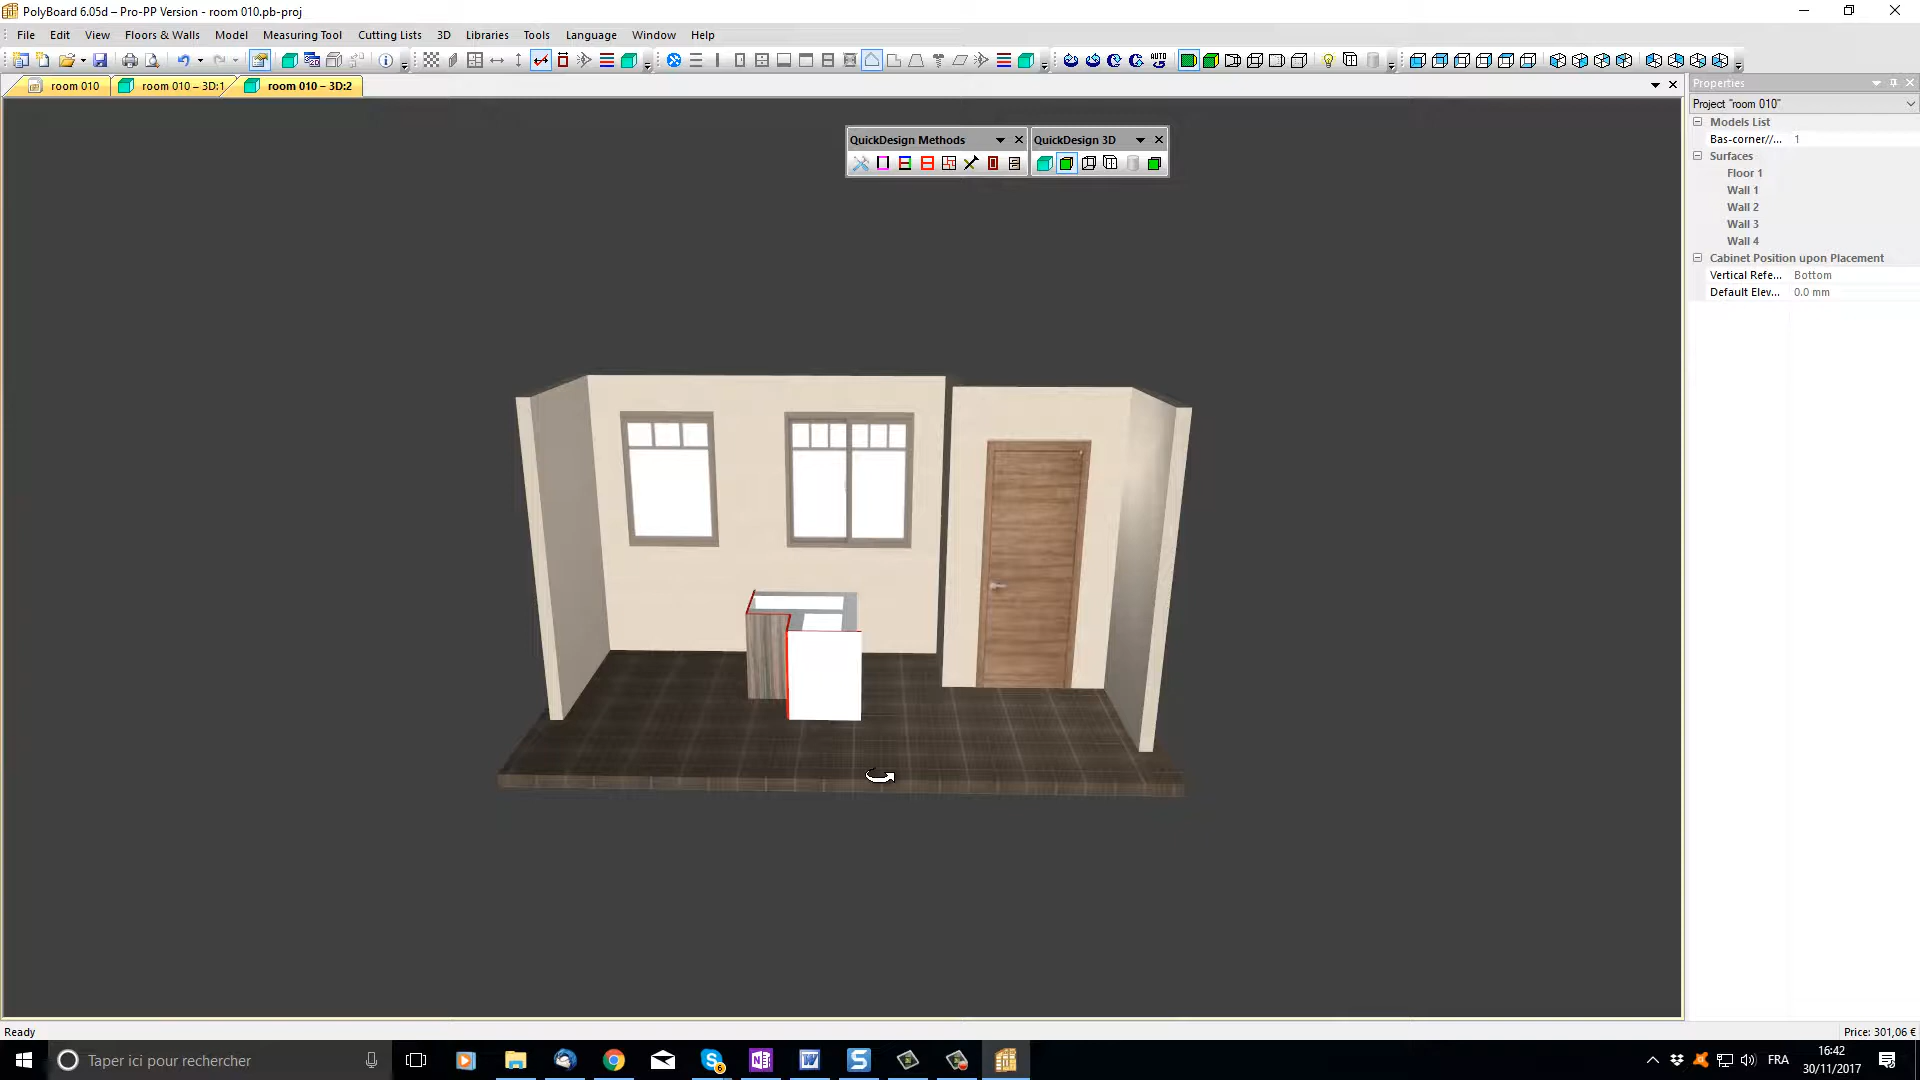 PolyBoard 6.05d – Pro-PP Version - room 010.pb-proj
File Edit View Floors & Walls Model Measuring Tool Cutting Lists 3D Libraries Tools Language Window Help
AUTO
room 010 room 010 – 3D:1 room 010 – 3D:2
Properties
Project "room 010"
Models List
Bas-corner//... 1
Surfaces
Floor 1
Wall 1
Wall 2
Wall 3
Wall 4
Cabinet Position upon Placement
Vertical Refe... Bottom
Default Elev... 0.0 mm
QuickDesign Methods QuickDesign 3D
Ready
Price: 301,06 €
Taper ici pour rechercher
6
FRA
16:42
30/11/2017